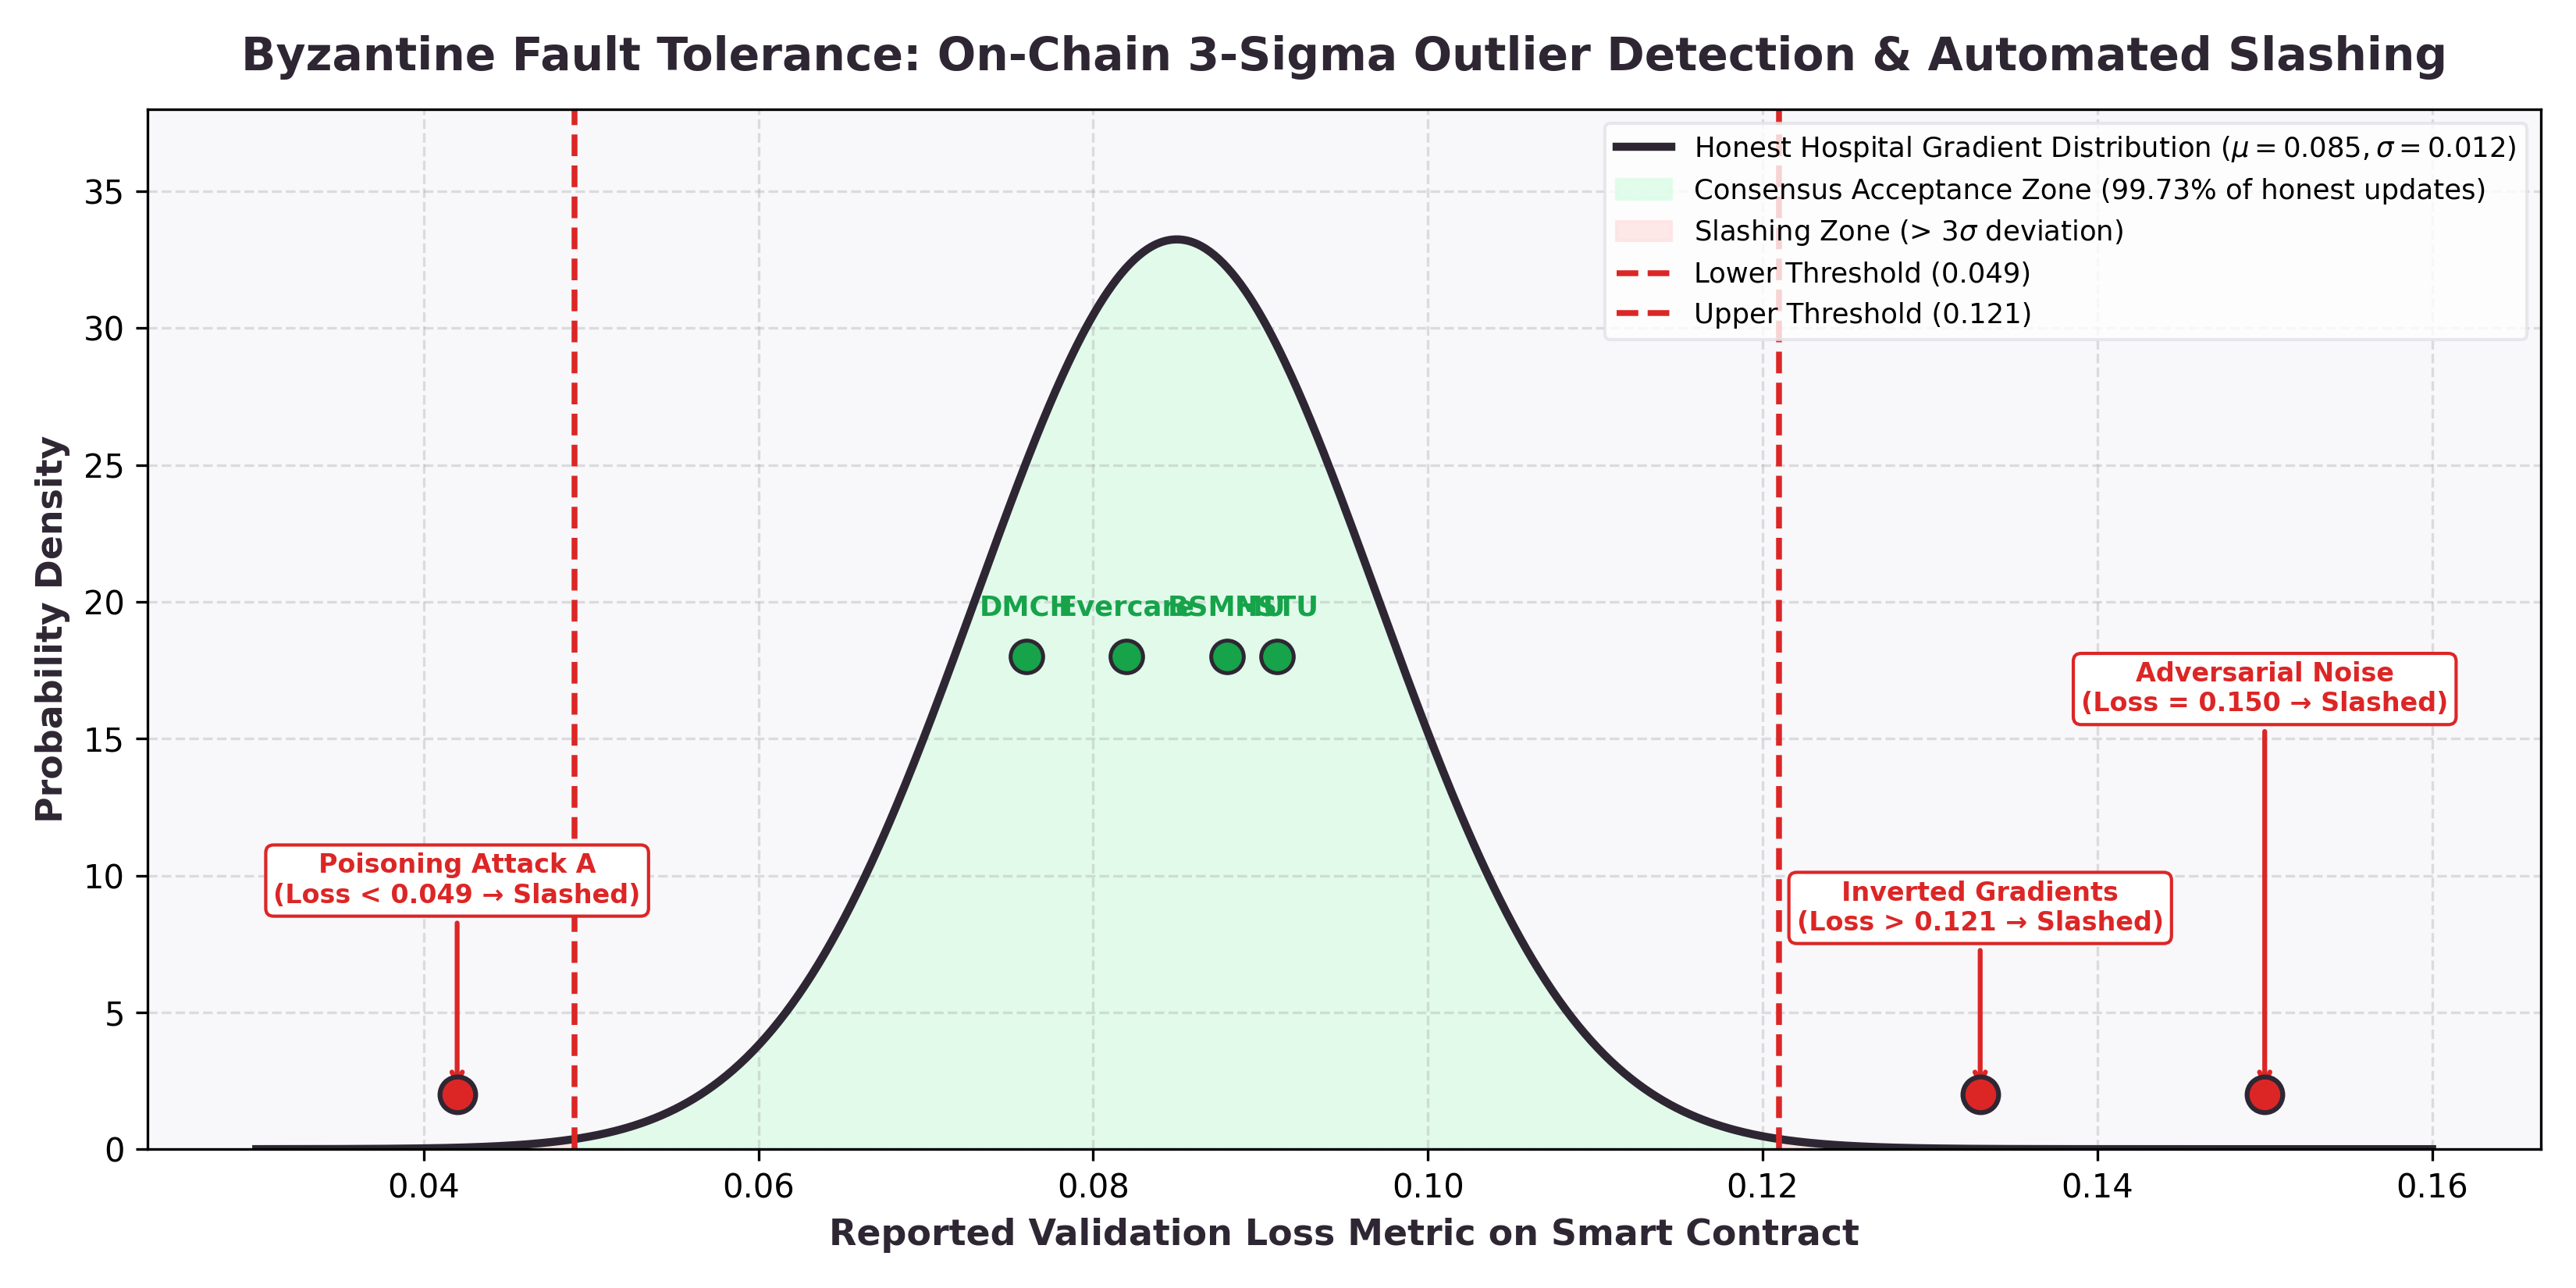 Byzantine Fault Tolerance: On-Chain 3-Sigma Outlier Detection & Automated Slashing
Honest Hospital Gradient Distribution (μ = 0.085, σ = 0.012)
Consensus Acceptance Zone (99.73% of honest updates)
Slashing Zone (> 3σ deviation)
Lower Threshold (0.049)
Upper Threshold (0.121)
Probability Density
35
30
25
20
15
10
5
0
DMCH
Evercare
BSMMU
Adversarial Noise
(Loss = 0.150 → Slashed)
Poisoning Attack A
(Loss < 0.049 → Slashed)
Inverted Gradients
(Loss > 0.121 → Slashed)
0.04
0.06
0.08
0.10
0.12
0.14
0.16
Reported Validation Loss Metric on Smart Contract